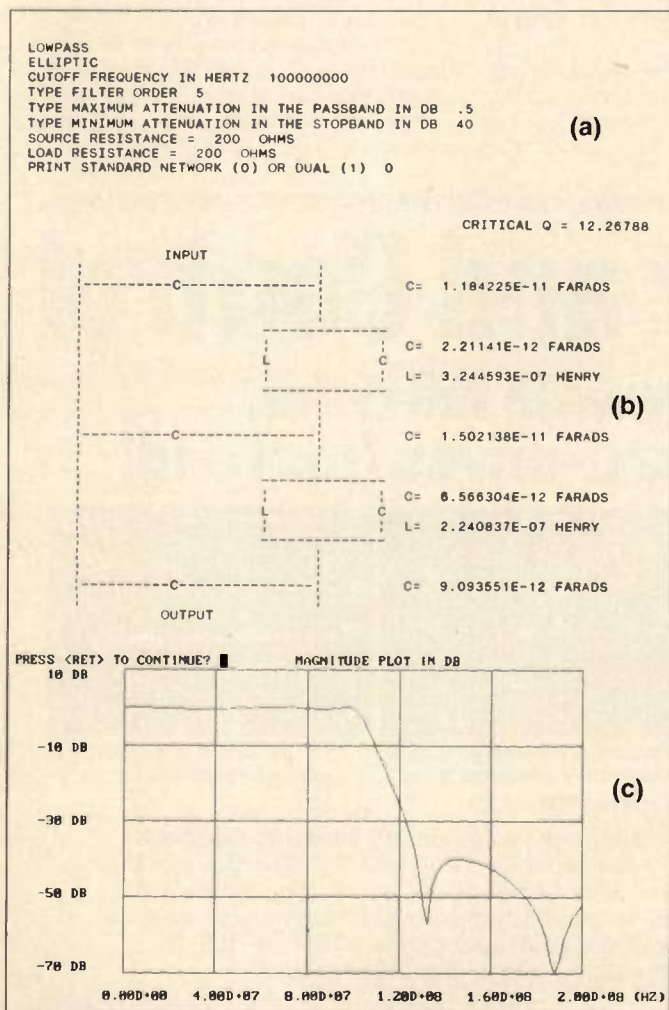 LOWPASS
ELLIPTIC
CUTOFF FREQUENCY IN HERTZ 100000000
TYPE FILTER ORDER 5
TYPE MAXIMUM ATTENUATION IN THE PASSBAND IN DB .5
TYPE MINIMUM ATTENUATION IN THE STOPBAND IN DB 40
SOURCE RESISTANCE = 200 OHMS
LOAD RESISTANCE = 200 OHMS
PRINT STANDARD NETWORK (0) OR DUAL (1) 0
(a)
CRITICAL Q = 12.26788
INPUT
C C= 1.184225E-11 FARADS
L C C= 2.21141E-12 FARADS
L= 3.244593E-07 HENRY
(b)
C C= 1.502138E-11 FARADS
L C C= 6.566304E-12 FARADS
L= 2.240837E-07 HENRY
C C= 9.093551E-12 FARADS
OUTPUT
PRESS <RET> TO CONTINUE? MAGNITUDE PLOT IN DB
10 DB
-10 DB
(c)
-30 DB
-50 DB
-70 DB
0.00D+00 4.00D+07 8.00D+07 1.20D+08 1.60D+08 2.00D+08 (HZ)